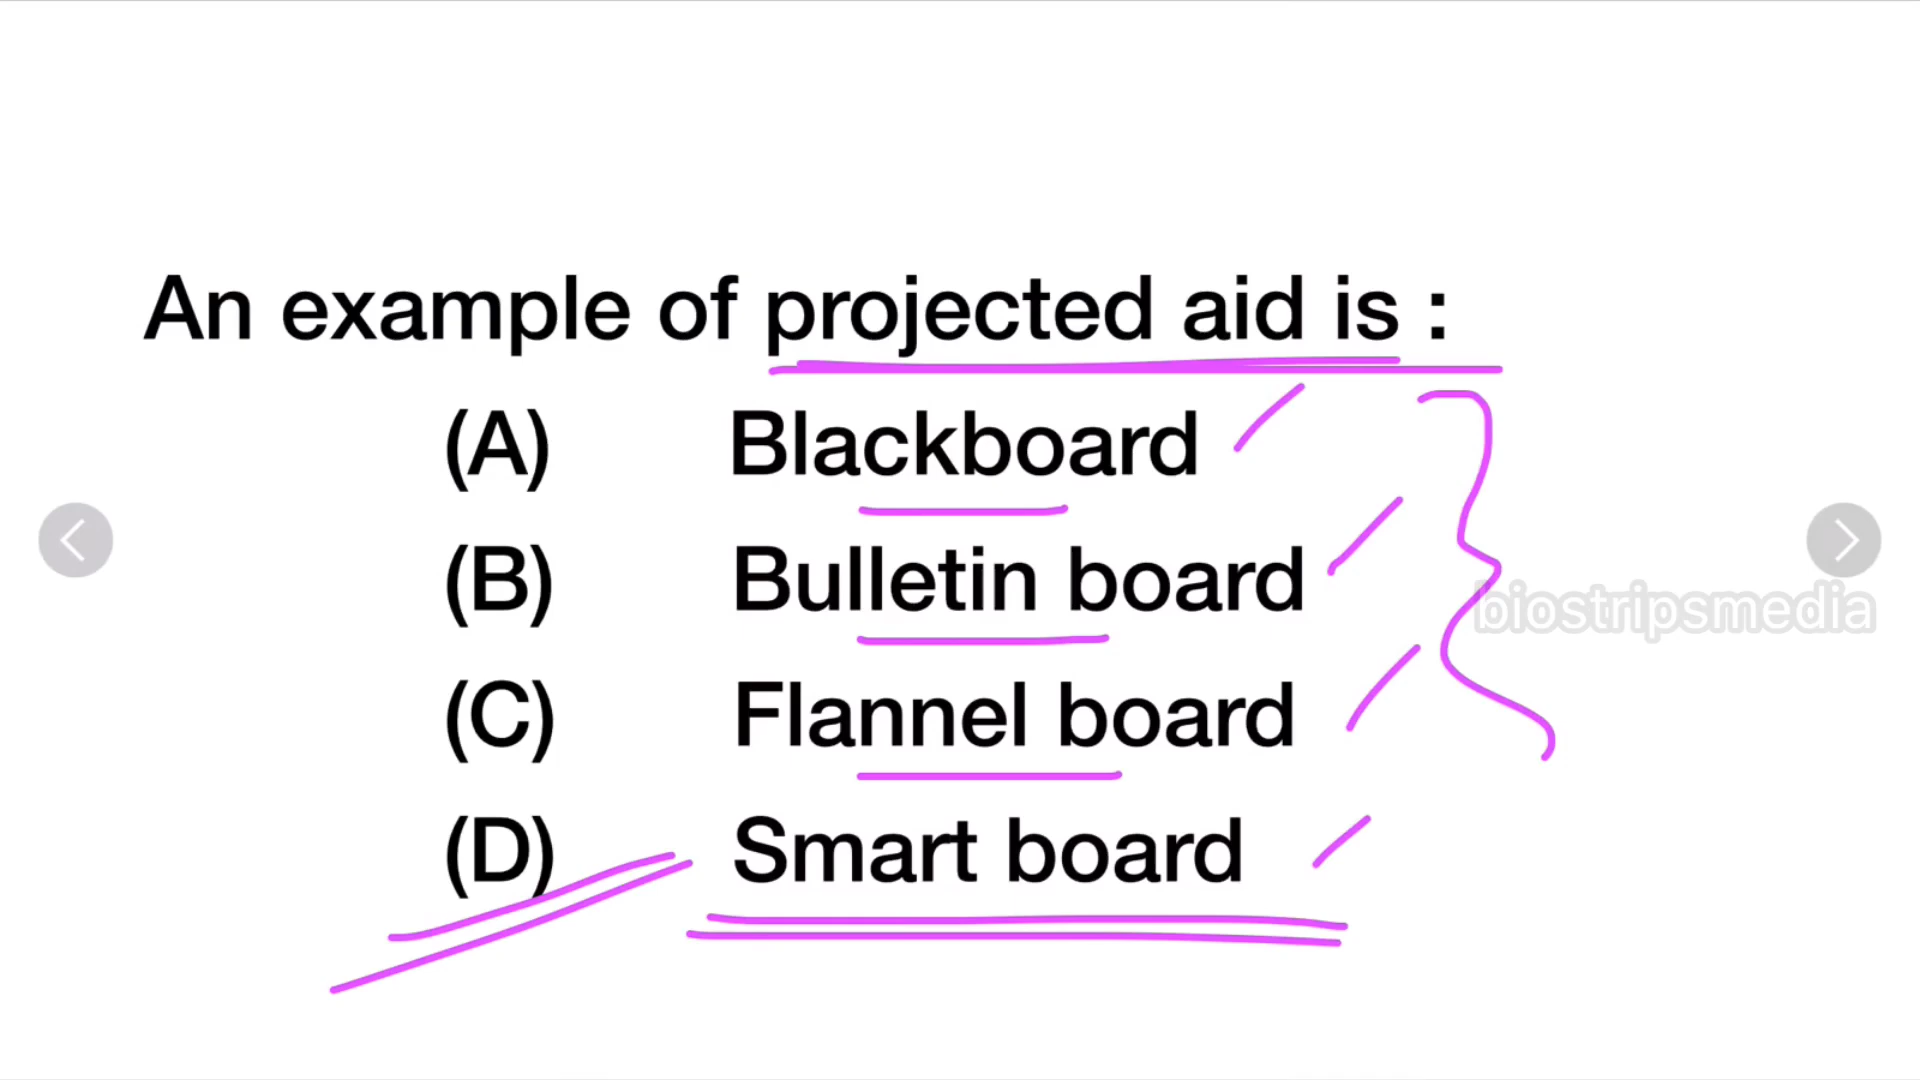 An example of projected aid is :
(A) Blackboard
(B) Bulletin board
(C) Flannel board
(D) Smart board
biostripsmedia